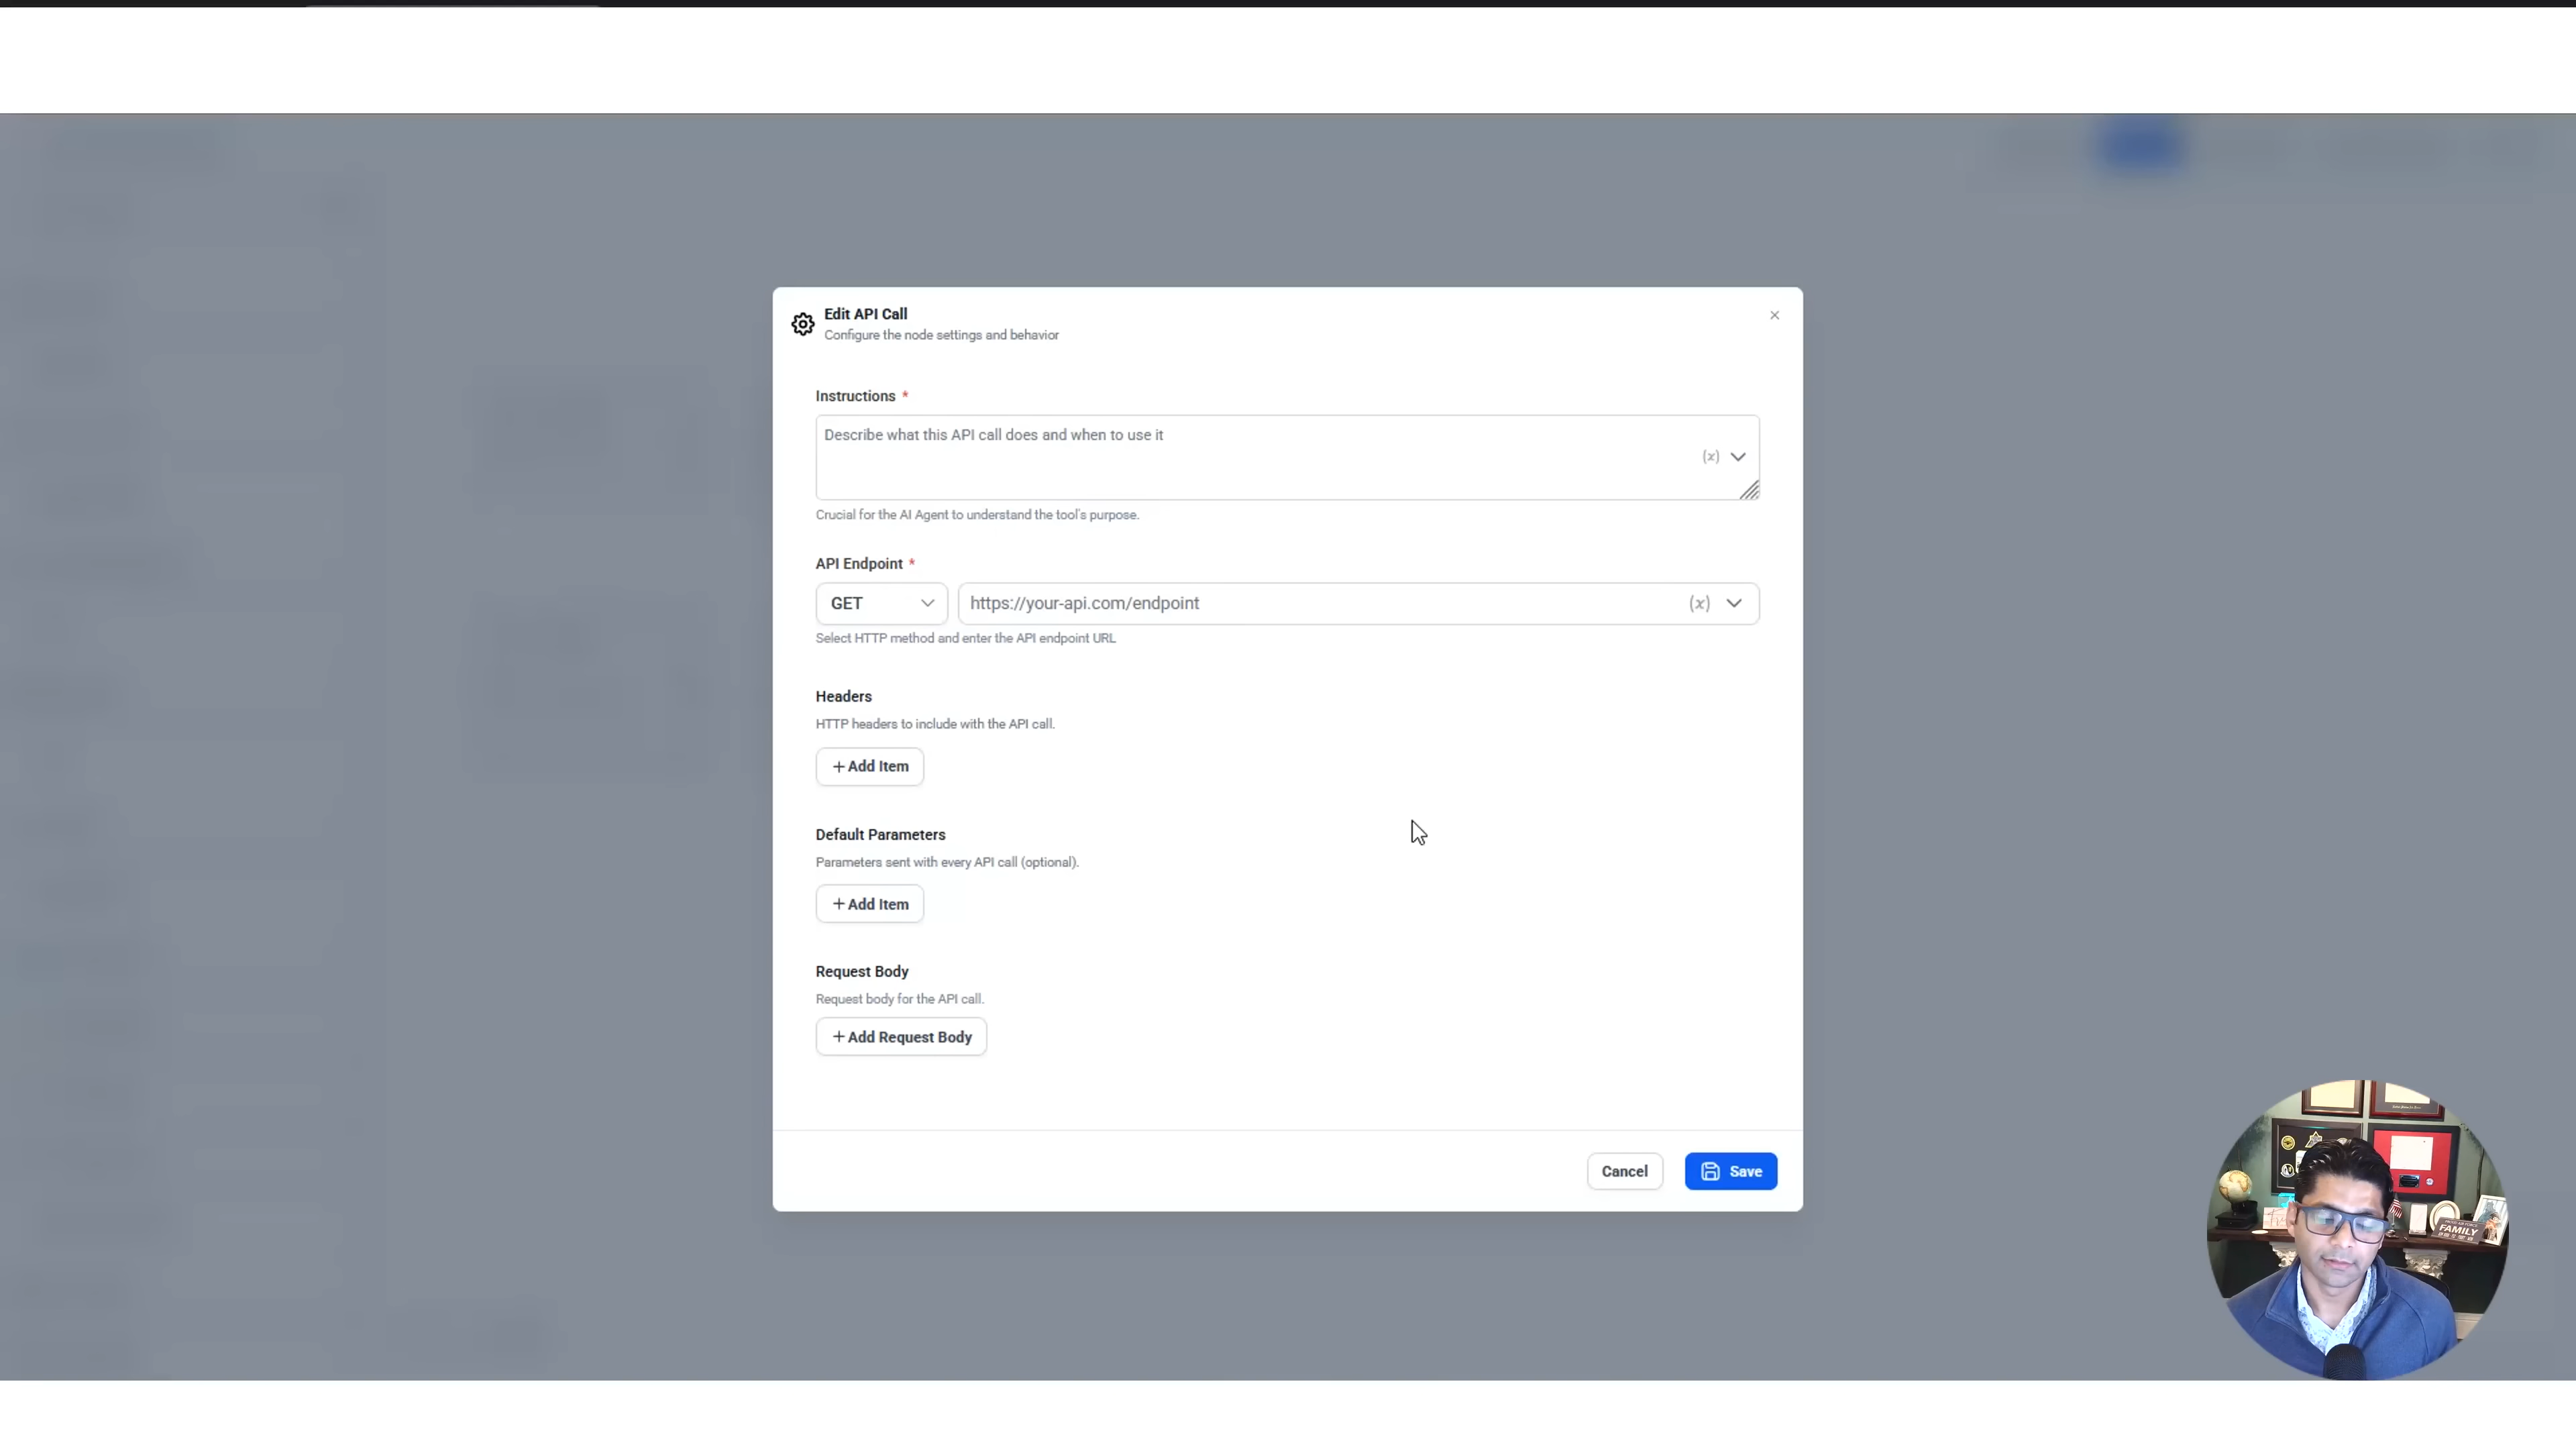 Edit API Call
Configure the node settings and behavior
Instructions *
Describe what this API call does and when to use it
(x)
Crucial for the AI Agent to understand the tool's purpose.
API Endpoint *
GET
https://your-api.com/endpoint
(x)
Select HTTP method and enter the API endpoint URL
Headers
HTTP headers to include with the API call.
+ Add Item
Default Parameters
Parameters sent with every API call (optional).
+ Add Item
Request Body
Request body for the API call.
+ Add Request Body
Cancel
Save
FAMILY